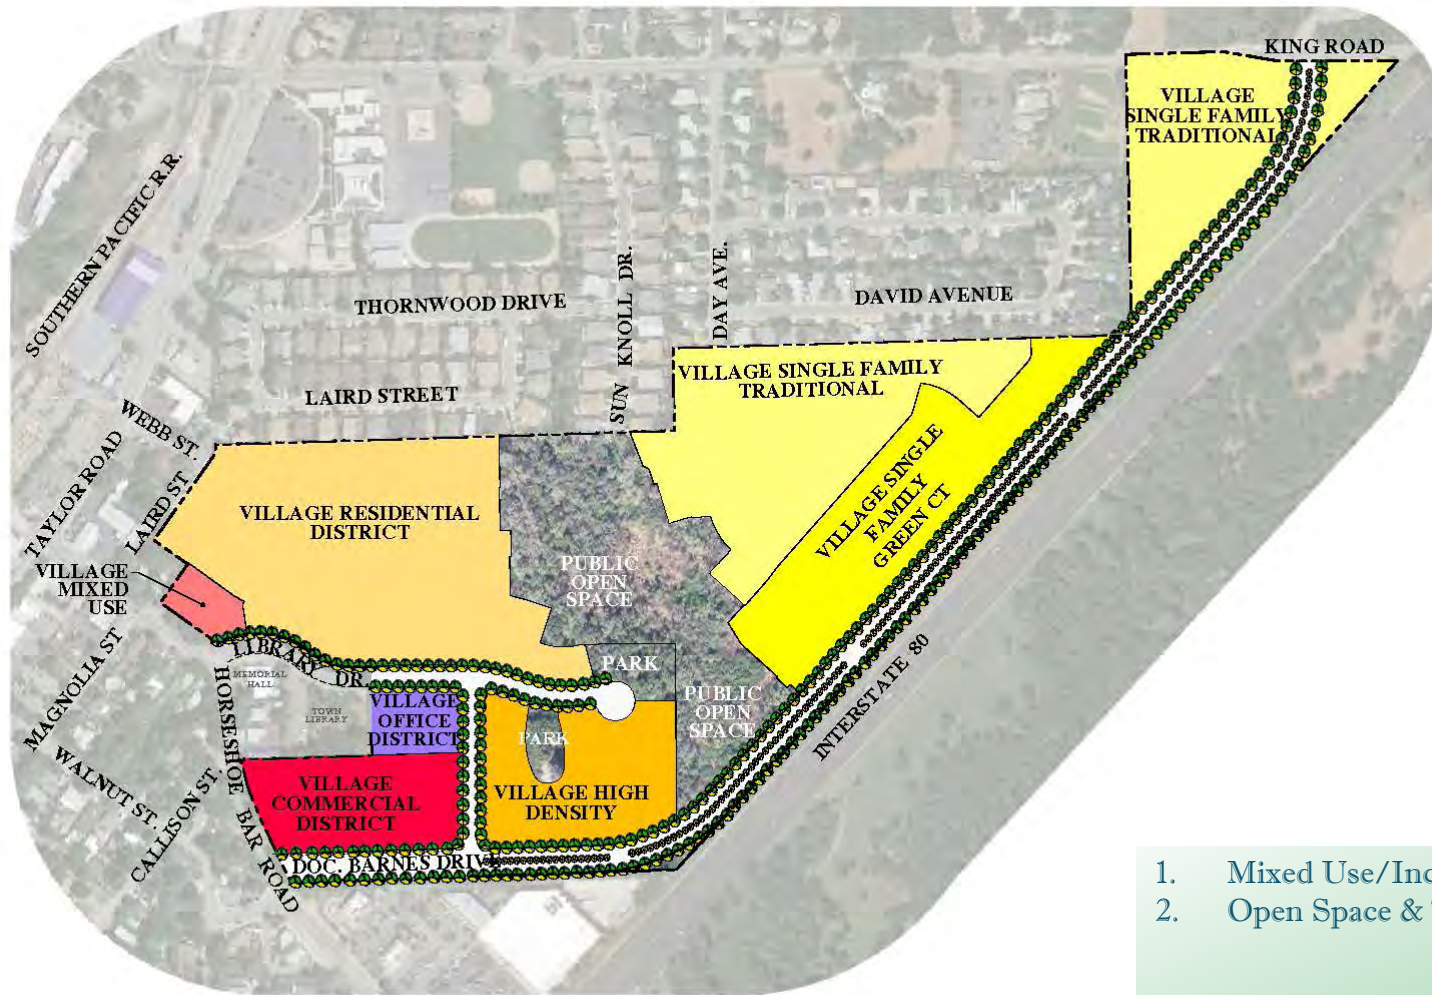 KING ROAD
VILLAGE
SINGLE FAMILY
TRADITIONAL
SOUTHERN PACIFIC R.R.
THORNWOOD DRIVE
SUN KNOLL DR.
DAY AVE.
DAVID AVENUE
LAIRD STREET
VILLAGE SINGLE FAMILY
TRADITIONAL
WEBB ST.
TAYLOR ROAD
LAIRD ST
VILLAGE RESIDENTIAL
DISTRICT
VILLAGE SINGLE
FAMILY
GREEN CT
VILLAGE
MIXED
USE
PUBLIC
OPEN
SPACE
MAGNOLIA ST
LIBRARY DR.
MEMORIAL
HALL
TOWN
LIBRARY
PARK
HORSESHOE BAR ROAD
VILLAGE
OFFICE
DISTRICT
PARK
PUBLIC
OPEN
SPACE
INTERSTATE 80
WALNUT ST.
CALLISON ST.
VILLAGE
COMMERCIAL
DISTRICT
VILLAGE HIGH
DENSITY
DOC. BARNES DRIVE
1. Mixed Use/Inc
2. Open Space &